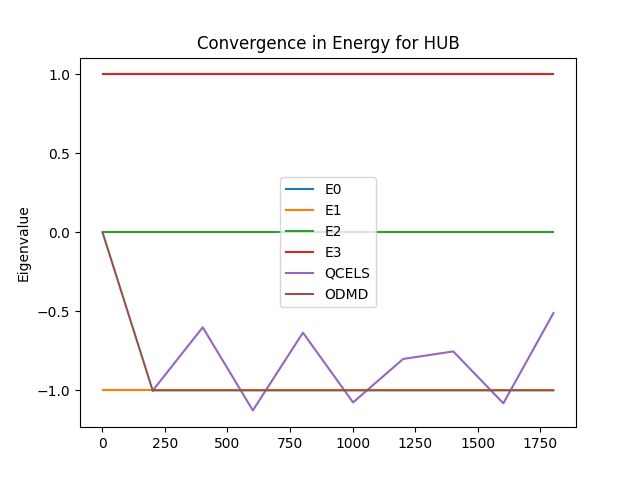 Convergence in Energy for HUB
Eigenvalue
1.0
0.5
0.0
−0.5
−1.0
E0
E1
E2
E3
QCELS
ODMD
0 250 500 750 1000 1250 1500 1750